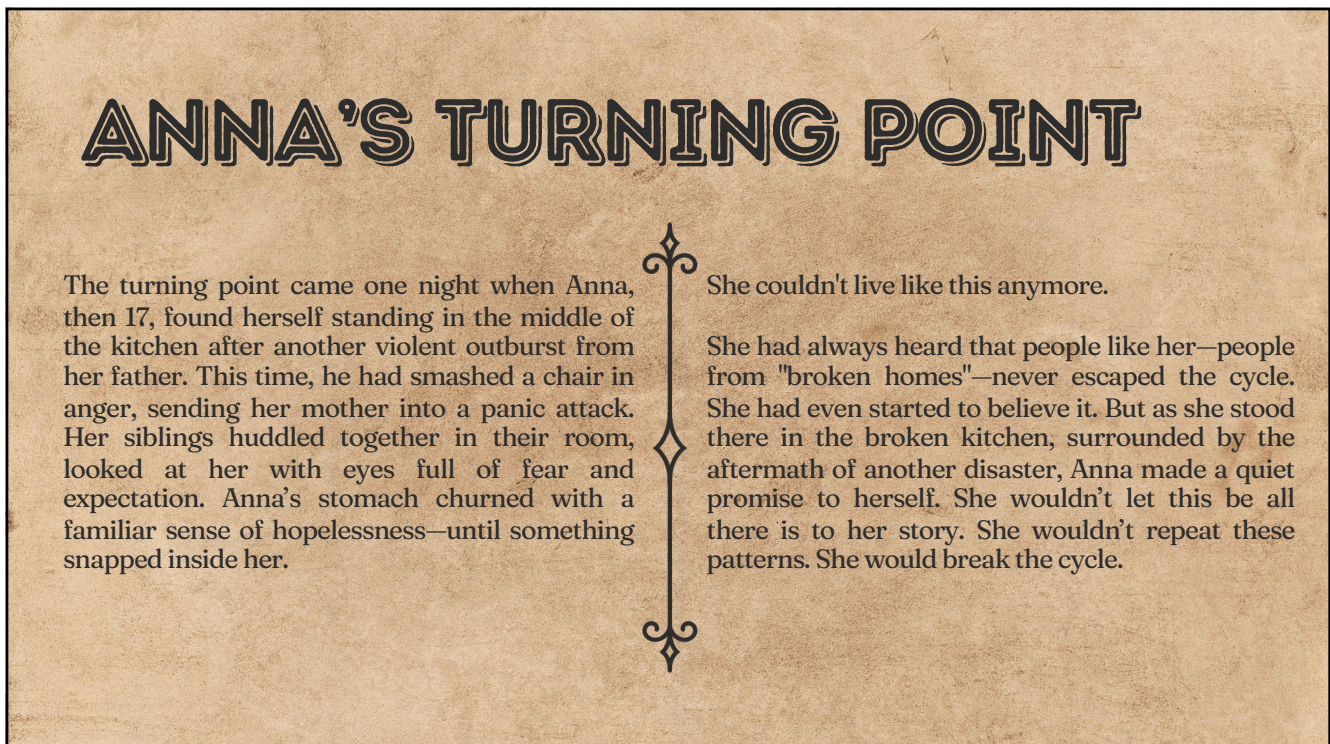 ANNA’S TURNING POINT
The turning point came one night when Anna,
then 17, found herself standing in the middle of
the kitchen after another violent outburst from
her father. This time, he had smashed a chair in
anger, sending her mother into a panic attack.
Her siblings huddled together in their room,
looked at her with eyes full of fear and
expectation. Anna’s stomach churned with a
familiar sense of hopelessness—until something
snapped inside her.
She couldn't live like this anymore.
She had always heard that people like her—people
from "broken homes"—never escaped the cycle.
She had even started to believe it. But as she stood
there in the broken kitchen, surrounded by the
aftermath of another disaster, Anna made a quiet
promise to herself. She wouldn’t let this be all
there is to her story. She wouldn’t repeat these
patterns. She would break the cycle.